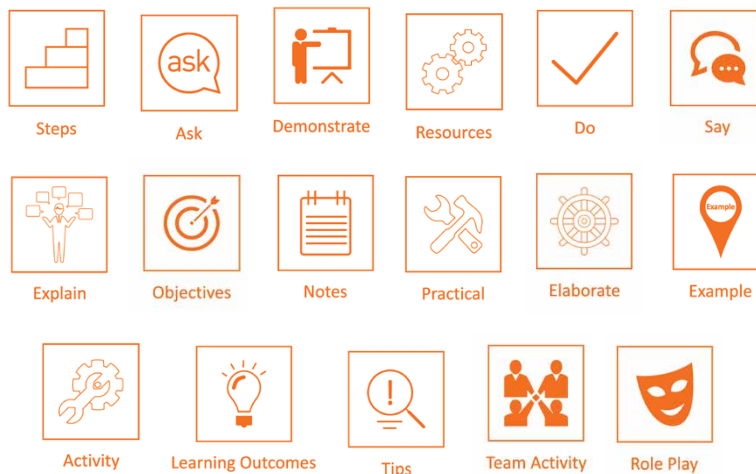 ask
Steps
Ask
Demonstrate
Resources
Do
Say
Example
Explain
Objectives
Notes
Practical
Elaborate
Example
!
Activity
Learning Outcomes
Tips
Team Activity
Role Play